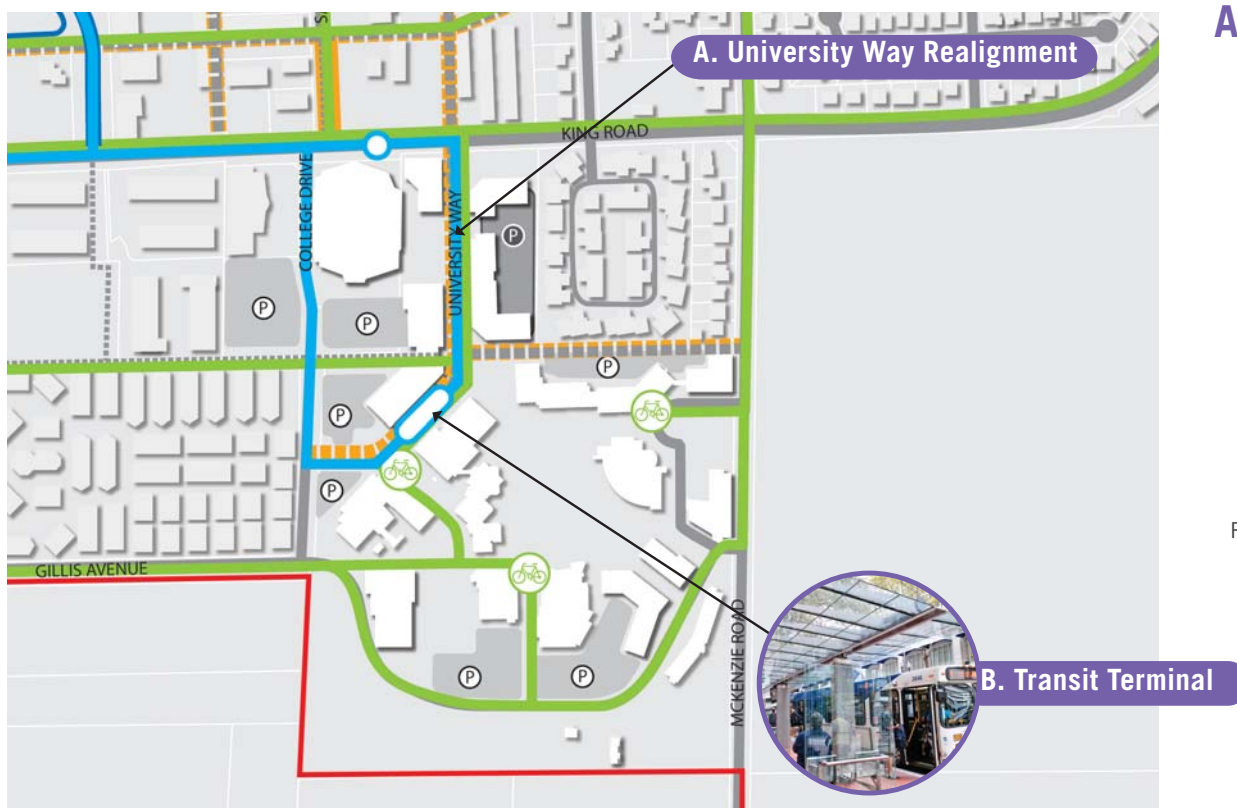 A
S
A. University Way Realignment
KING ROAD
COLLEGE DRIVE
UNIVERSITY WAY
P
P
P
P
P
P
F
GILLIS AVENUE
MCKENZIE ROAD
P
P
B. Transit Terminal